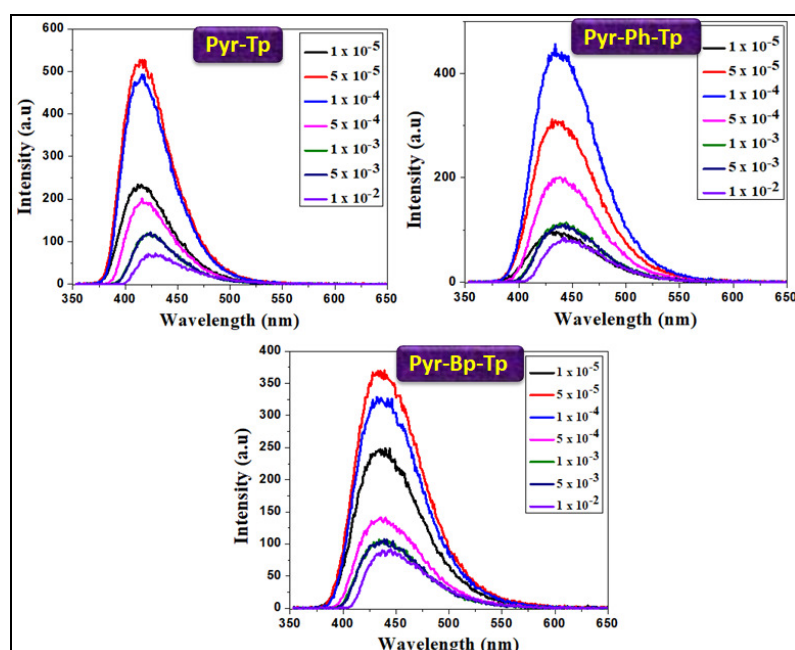 Pyr-Tp
1 x 10⁻⁵
5 x 10⁻⁵
1 x 10⁻⁴
5 x 10⁻⁴
1 x 10⁻³
5 x 10⁻³
1 x 10⁻²
600
500
400
300
200
100
0
350 400 450 500 550 600 650
Intensity (a.u)
Wavelength (nm)
Pyr-Ph-Tp
1 x 10⁻⁵
5 x 10⁻⁵
1 x 10⁻⁴
5 x 10⁻⁴
1 x 10⁻³
5 x 10⁻³
1 x 10⁻²
400
200
0
350 400 450 500 550 600 650
Intensity (a.u)
Wavelength (nm)
Pyr-Bp-Tp
1 x 10⁻⁵
5 x 10⁻⁵
1 x 10⁻⁴
5 x 10⁻⁴
1 x 10⁻³
5 x 10⁻³
1 x 10⁻²
400
350
300
250
200
150
100
50
0
350 400 450 500 550 600 650
Intensity (a.u)
Wavelength (nm)